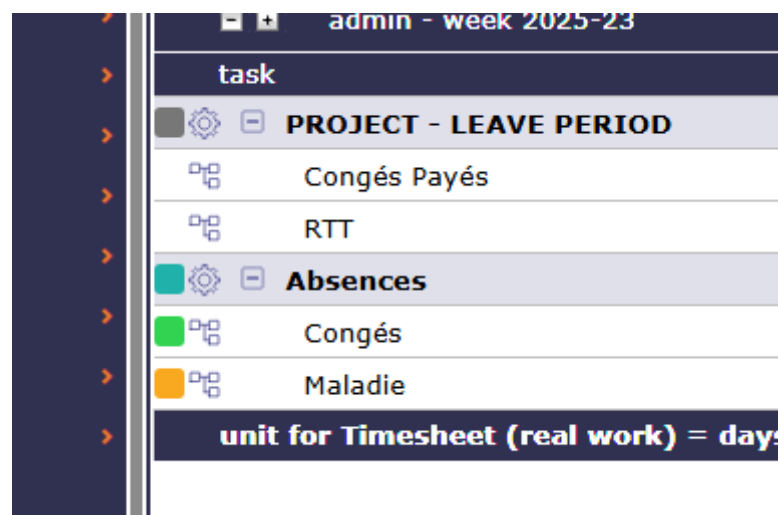 admin - week 2025-23
task
PROJECT - LEAVE PERIOD
Congés Payés
RTT
Absences
Congés
Maladie
unit for Timesheet (real work) = days